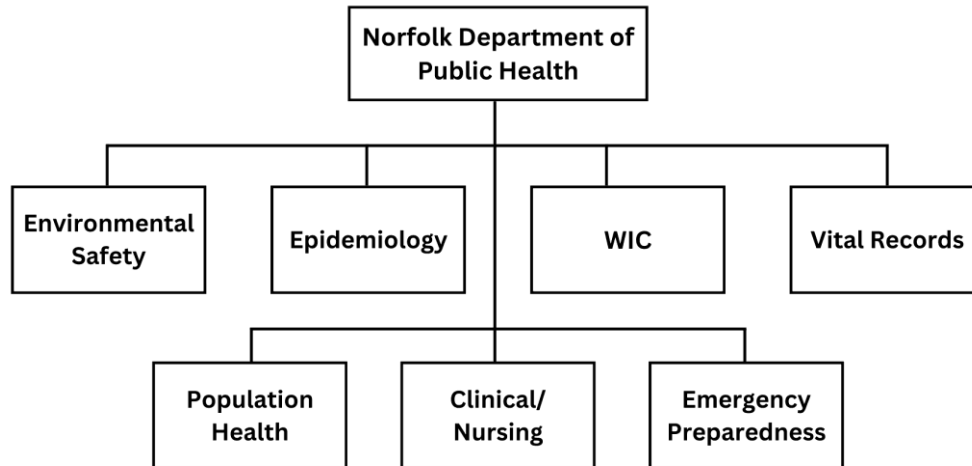 Norfolk Department of
Public Health
Environmental
Safety
Epidemiology
WIC
Vital Records
Population
Health
Clinical/
Nursing
Emergency
Preparedness